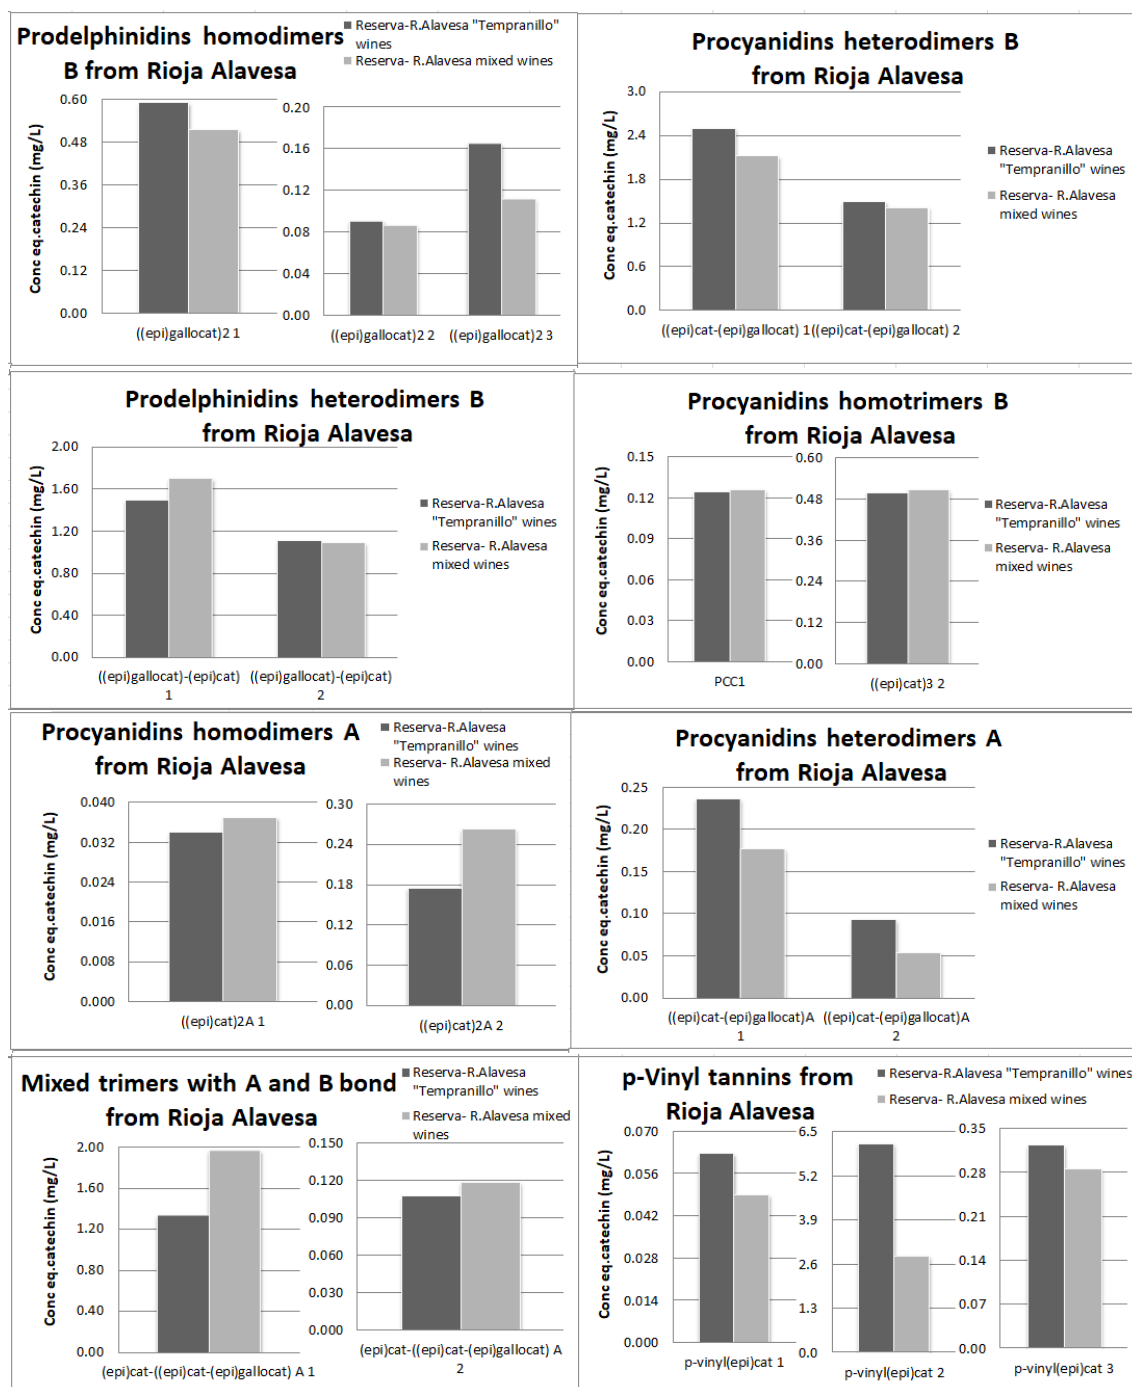 Prodelphinidins homodimers
B from Rioja Alavesa
Reserva-R.Alavesa "Tempranillo"
wines
Reserva- R.Alavesa mixed wines
Conc eq.catechin (mg/L)
0.60
0.48
0.36
0.24
0.12
0.00
((epi)gallocat)2 1
0.20
0.16
0.12
0.08
0.04
0.00
((epi)gallocat)2 2
((epi)gallocat)2 3
Procyanidins heterodimers B
from Rioja Alavesa
Conc eq.catechin (mg/L)
3.0
2.4
1.8
1.2
0.6
0.0
((epi)cat-(epi)gallocat) 1
((epi)cat-(epi)gallocat) 2
Reserva-R.Alavesa
"Tempranillo" wines
Reserva- R.Alavesa
mixed wines
Prodelphinidins heterodimers B
from Rioja Alavesa
Conc eq.catechin (mg/L)
2.00
1.60
1.20
0.80
0.40
0.00
((epi)gallocat)-(epi)cat)
1
((epi)gallocat)-(epi)cat)
2
Reserva-R.Alavesa
"Tempranillo" wines
Reserva- R.Alavesa
mixed wines
Procyanidins homotrimers B
from Rioja Alavesa
Conc eq.catechin (mg/L)
0.15
0.12
0.09
0.06
0.03
0.00
PCC1
0.60
0.48
0.36
0.24
0.12
0.00
((epi)cat)3 2
Reserva-R.Alavesa
"Tempranillo" wines
Reserva- R.Alavesa
mixed wines
Procyanidins homodimers A
from Rioja Alavesa
Reserva-R.Alavesa
"Tempranillo" wines
Reserva- R.Alavesa mixed
wines
Conc eq.catechin (mg/L)
0.040
0.032
0.024
0.016
0.008
0.000
((epi)cat)2A 1
0.30
0.24
0.18
0.12
0.06
0.00
((epi)cat)2A 2
Procyanidins heterodimers A
from Rioja Alavesa
Conc eq.catechin (mg/L)
0.25
0.20
0.15
0.10
0.05
0.00
((epi)cat-(epi)gallocat)A
1
((epi)cat-(epi)gallocat)A
2
Reserva-R.Alavesa
"Tempranillo" wines
Reserva- R.Alavesa
mixed wines
Mixed trimers with A and B bond
from Rioja Alavesa
Reserva-R.Alavesa
"Tempranillo" wines
Reserva- R.Alavesa mixed
wines
Conc eq.catechin (mg/L)
2.00
1.60
1.20
0.80
0.40
0.00
(epi)cat-((epi)cat-(epi)gallocat) A 1
0.150
0.120
0.090
0.060
0.030
0.000
(epi)cat-((epi)cat-(epi)gallocat) A
2
p-Vinyl tannins from
Rioja Alavesa
Reserva-R.Alavesa "Tempranillo" wines
Reserva- R.Alavesa mixed wines
Conc eq.catechin (mg/L)
0.070
0.056
0.042
0.028
0.014
0.000
p-vinyl(epi)cat 1
6.5
5.2
3.9
2.6
1.3
0.0
p-vinyl(epi)cat 2
0.35
0.28
0.21
0.14
0.07
0.00
p-vinyl(epi)cat 3